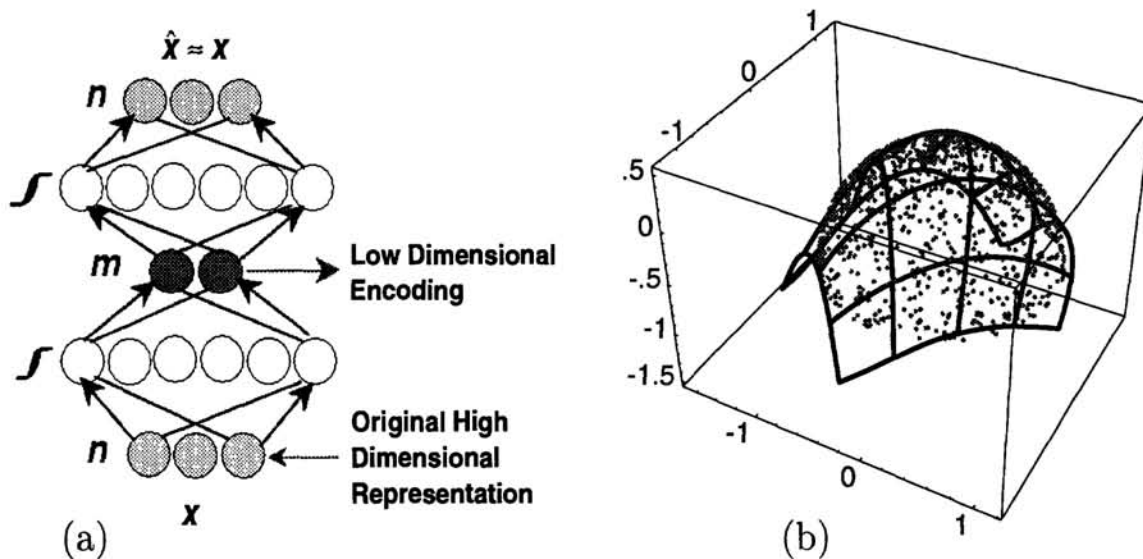 x̂ ≈ x
n
∫
m
Low Dimensional
Encoding
∫
Original High
Dimensional
Representation
n
x
(a)
1
0
-1
.5
0
-.5
-1
-1.5
-1
0
1
(b)